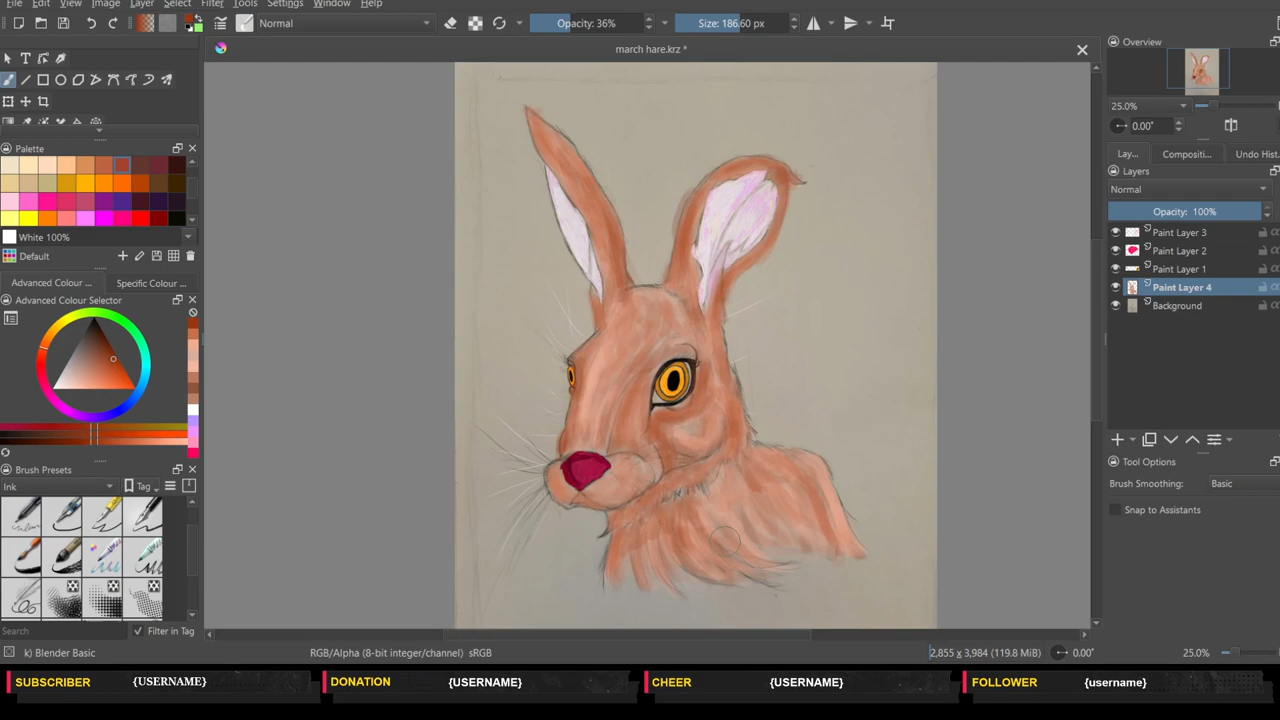 File Edit View Image Layer Select Filter Tools Settings Window Help
Normal Opacity: 36% Size: 186.60 px
march hare.krz *
Palette
White 100%
Default
Advanced Colour ... Specific Colour ...
Advanced Colour Selector
Brush Presets
Ink Tag
Search Filter in Tag
k) Blender Basic RGB/Alpha (8-bit integer/channel) sRGB 2,855 x 3,984 (119.8 MiB) 0.00° 25.0%
Overview
25.0%
0.00°
Lay... Compositi... Undo Hist.
Layers
Normal
Opacity: 100%
Paint Layer 3
Paint Layer 2
Paint Layer 1
Paint Layer 4
Background
Tool Options
Brush Smoothing: Basic
Snap to Assistants
SUBSCRIBER {USERNAME} DONATION {USERNAME} CHEER {USERNAME} FOLLOWER {username}